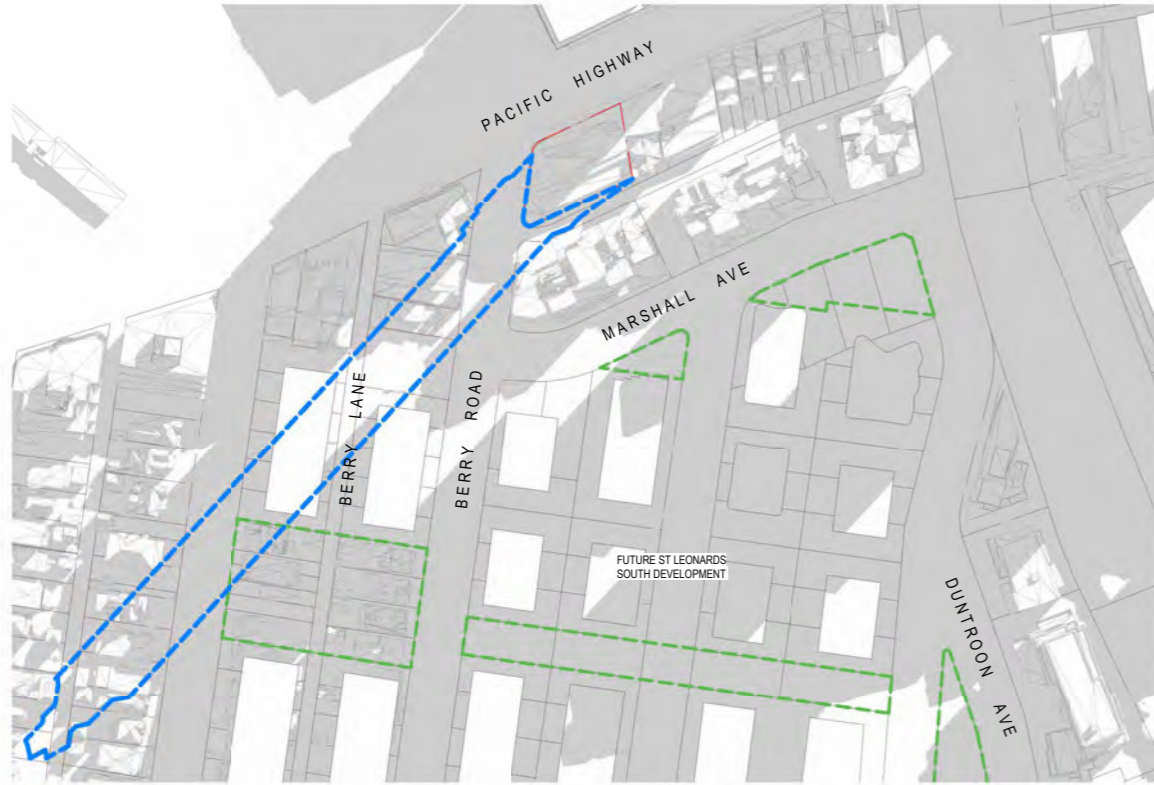 PACIFIC HIGHWAY
MARSHALL AVE
BERRY LANE
BERRY ROAD
FUTURE ST LEONARDS
SOUTH DEVELOPMENT
DUNTROON AVE